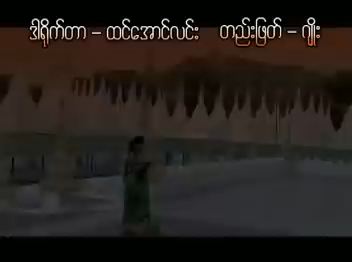 ဒါရိုက်တာ – ထင်အောင်လင်း တည်းဖြတ် – ဂျိုး